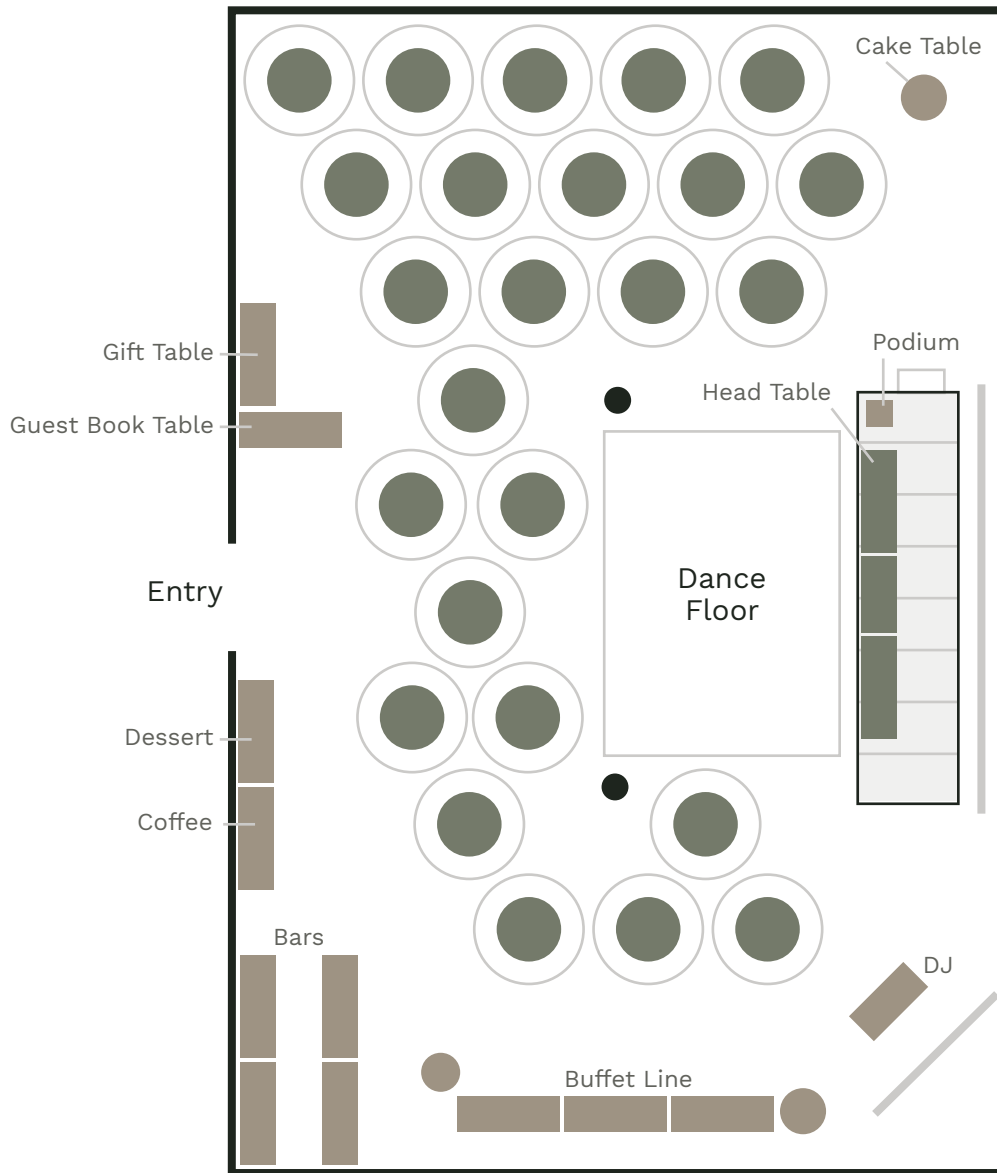 Cake Table
Podium
Gift Table
Head Table
Guest Book Table
Dance
Floor
Entry
Dessert
Coffee
Bars
DJ
Buffet Line